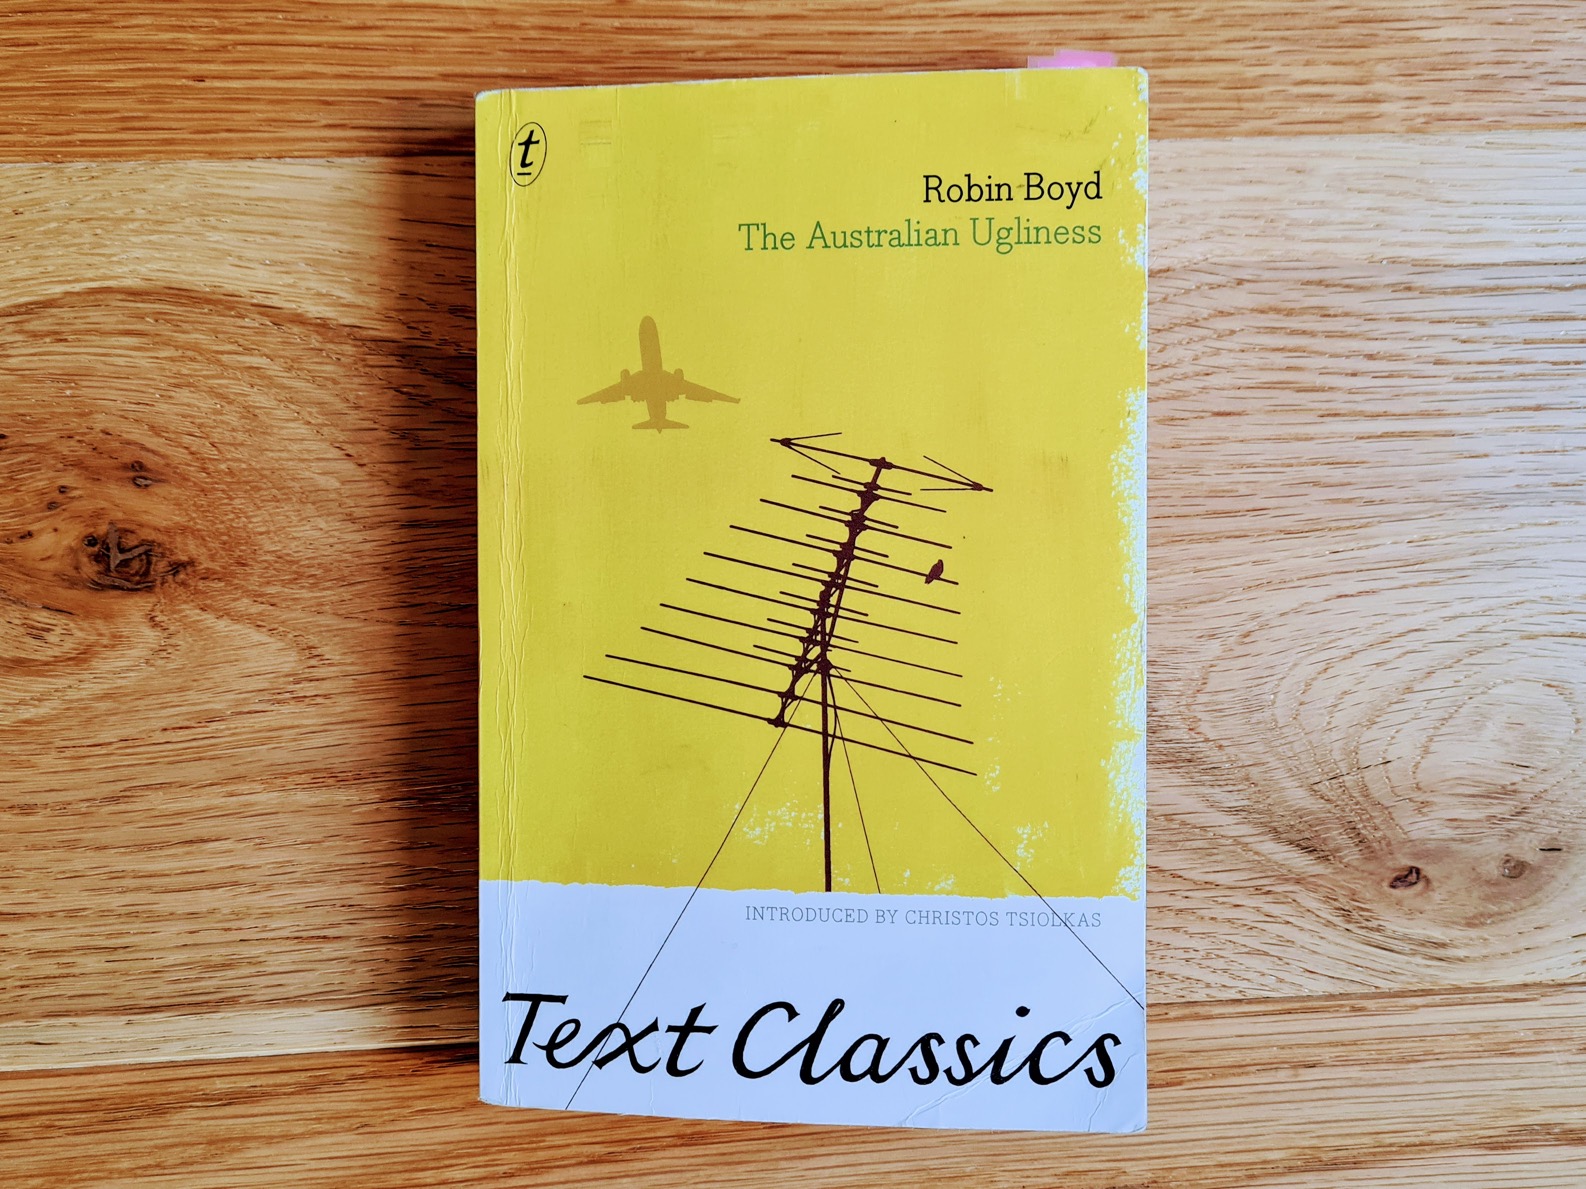 t
Robin Boyd
The Australian Ugliness
INTRODUCED BY CHRISTOS TSIOLKAS
Text Classics